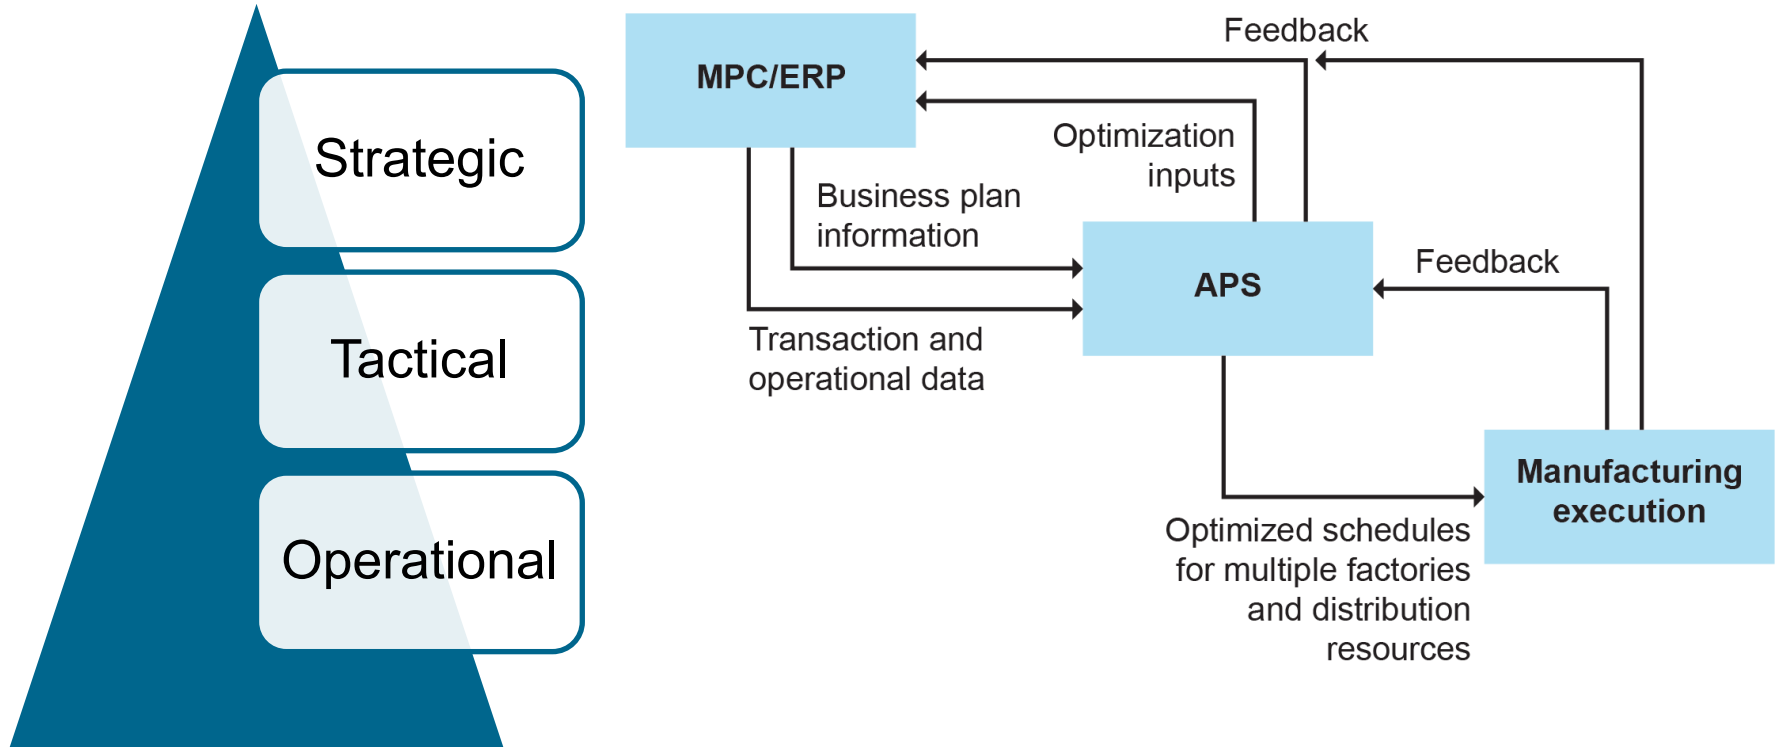 Strategic
Tactical
Operational
MPC/ERP
Feedback
Optimization
inputs
Business plan
information
APS
Feedback
Transaction and
operational data
Manufacturing
execution
Optimized schedules
for multiple factories
and distribution
resources